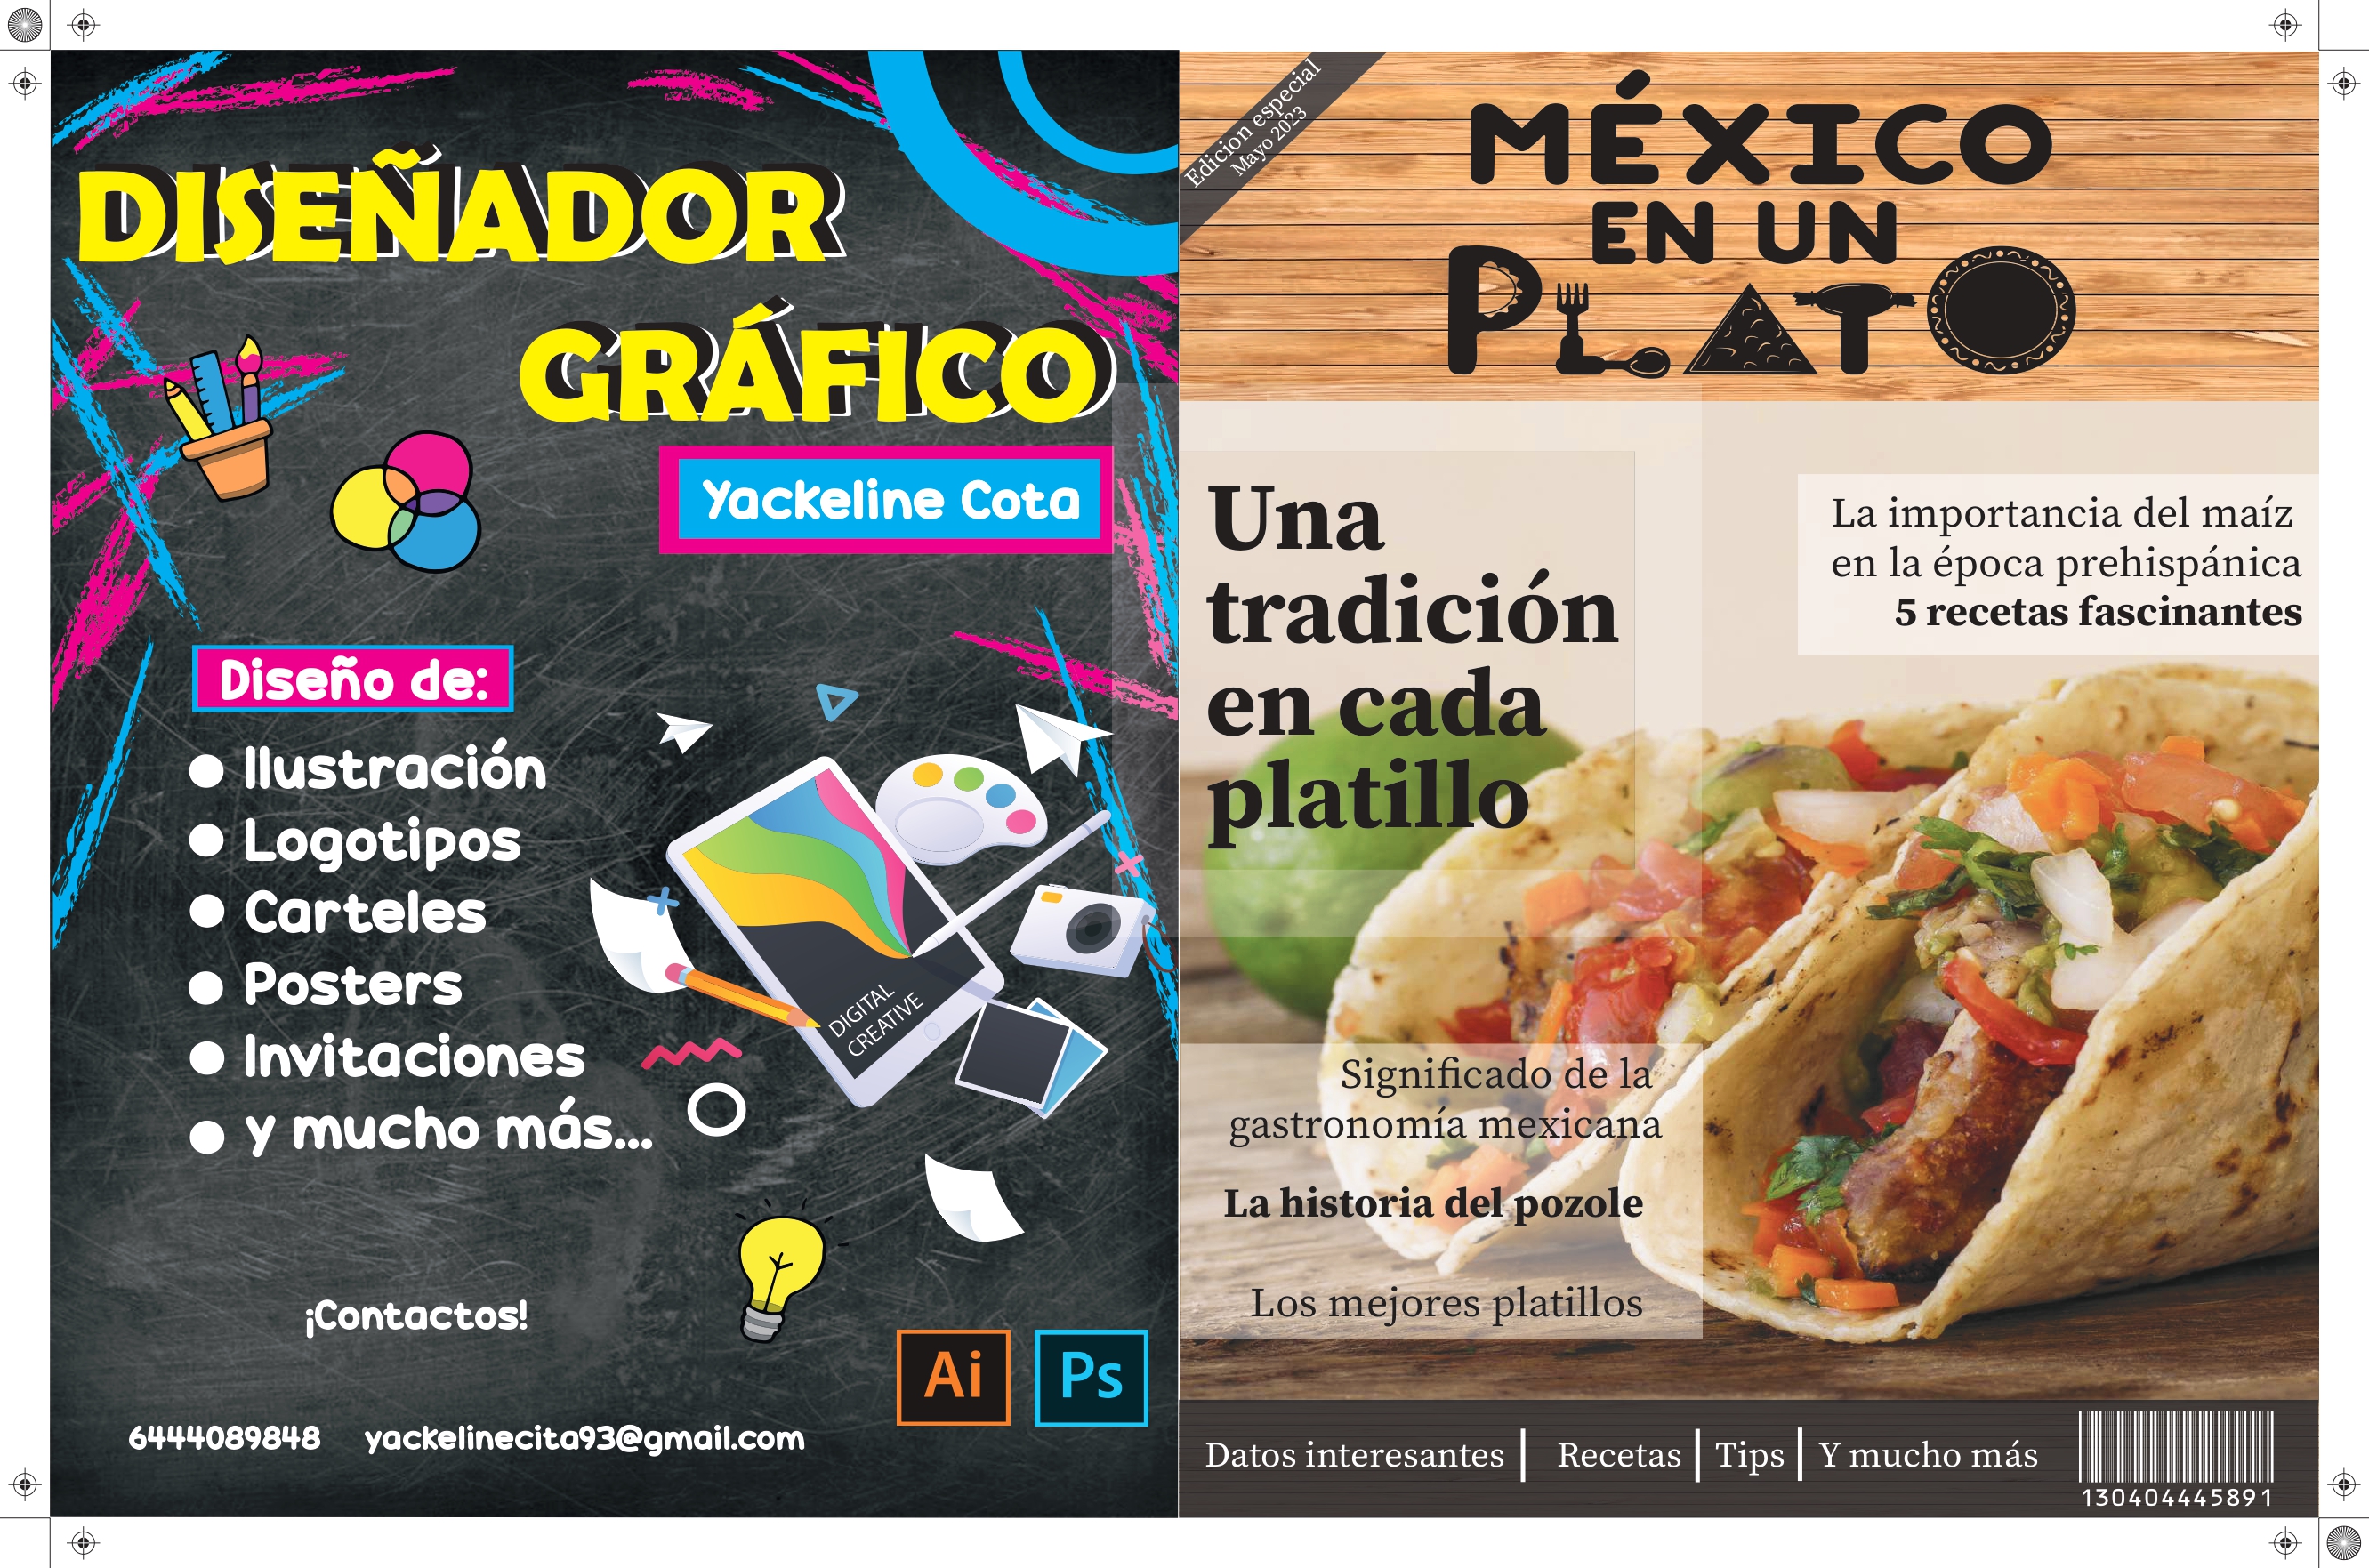 DISEÑADOR
GRÁFICO
Yackeline Cota
Diseño de:
Ilustración
Logotipos
Carteles
Posters
Invitaciones
y mucho más...
DIGITAL
CREATIVE
¡Contactos!
Ai
Ps
6444089848
yackelinecita93@gmail.com
Edicion especial
Mayo 2023
MÉXICO
EN UN
PLATO
Una
tradición
en cada
platillo
La importancia del maíz
en la época prehispánica
5 recetas fascinantes
Significado de la
gastronomía mexicana
La historia del pozole
Los mejores platillos
Datos interesantes | Recetas | Tips | Y mucho más
130404445891